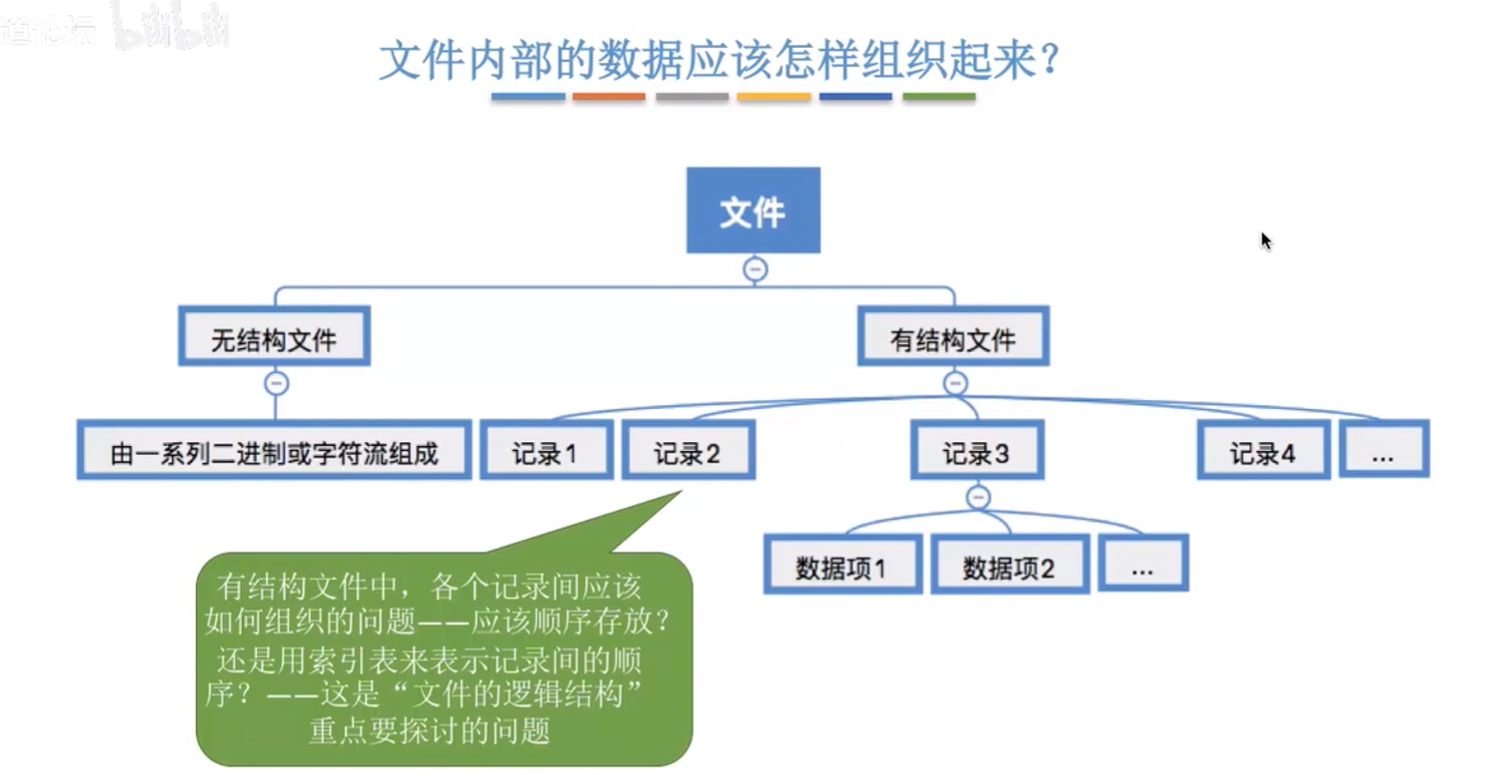 道论坛 bilibili
文件内部的数据应该怎样组织起来？
文件
无结构文件
有结构文件
由一系列二进制或字符流组成
记录1
记录2
记录3
记录4
...
数据项1
数据项2
...
有结构文件中，各个记录间应该
如何组织的问题——应该顺序存放？
还是用索引表来表示记录间的顺
序？——这是“文件的逻辑结构”
重点要探讨的问题